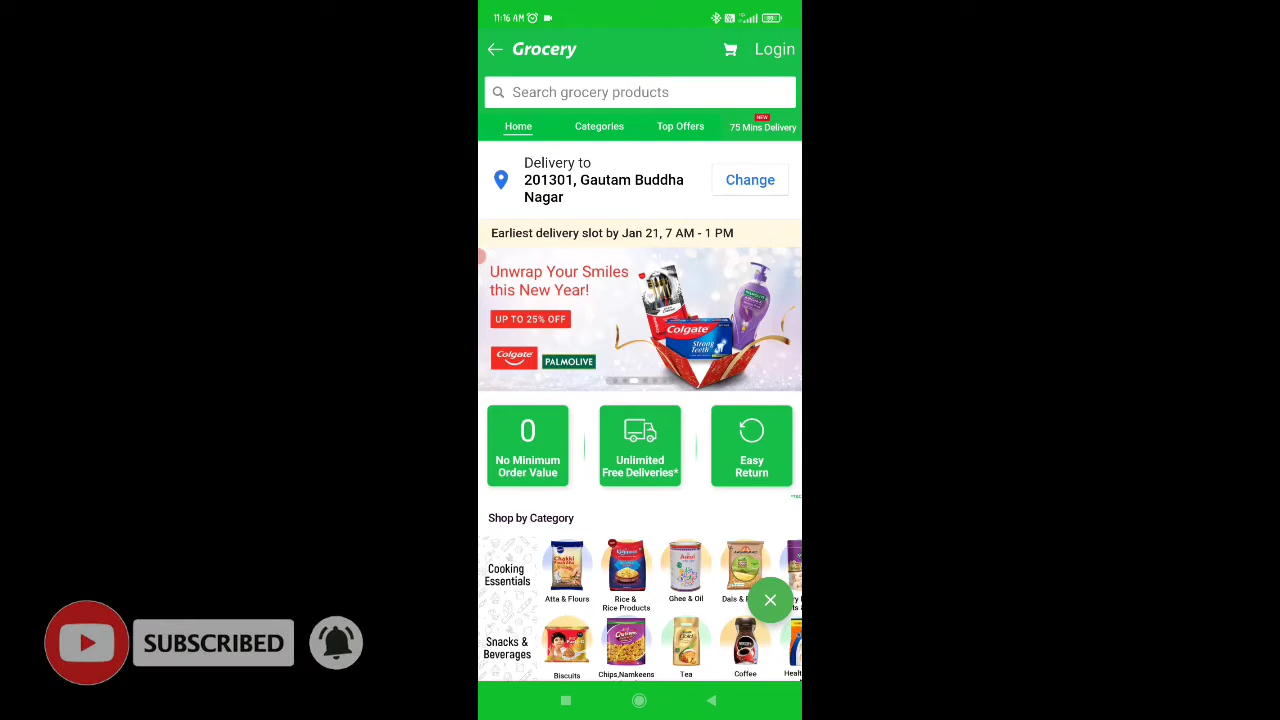 11:16 AM
Grocery
Login
Search grocery products
Home
Categories
Top Offers
NEW
75 Mins Delivery
Delivery to
201301, Gautam Buddha
Nagar
Change
Earliest delivery slot by Jan 21, 7 AM - 1 PM
Unwrap Your Smiles
this New Year!
UP TO 25% OFF
Colgate
PALMOLIVE
Colgate
Strong
Teeth
PALMOLIVE
0
No Minimum
Order Value
Unlimited
Free Deliveries*
Easy
Return
Shop by Category
Cooking
Essentials
Atta & Flours
Rice &
Rice Products
Ghee & Oil
Dals &
Snacks &
Beverages
Biscuits
Chips,Namkeens
Tea
Coffee
SUBSCRIBED